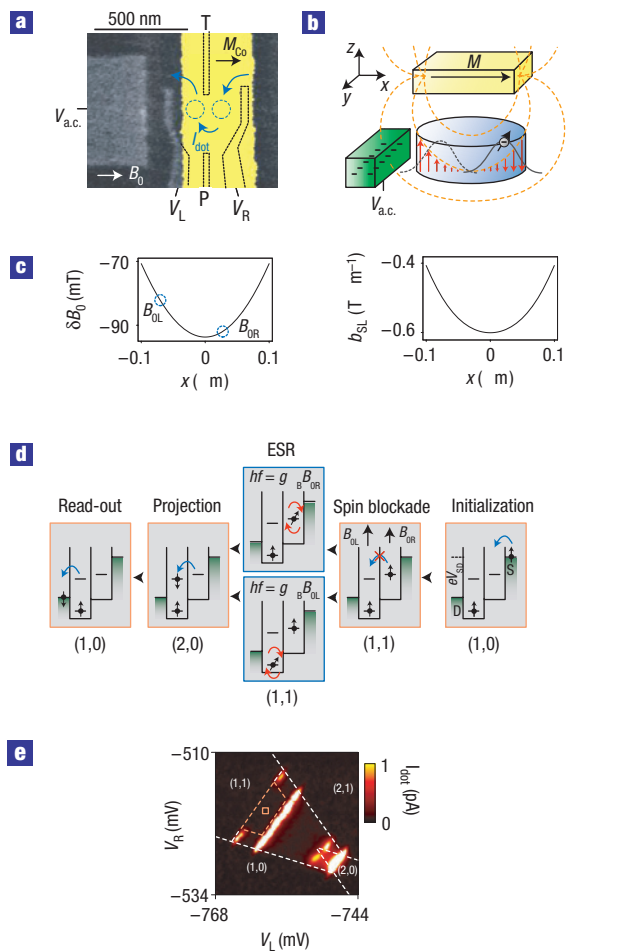 a
500 nm
T
M_Co
V_a.c.
I_dot
B_0
V_L
P
V_R
b
z
y
x
M
V_a.c.
c
−70
−90
δB_0 (mT)
B_0L
B_0R
−0.1
0
0.1
x ( m)
−0.4
−0.6
b_SL (T m⁻¹)
−0.1
0
0.1
x ( m)
d
ESR
hf = g _B B_0R
Read-out
Projection
Spin blockade
Initialization
B_0L
B_0R
eV_SD
S
D
hf = g _B B_0L
(1,0)
(2,0)
(1,1)
(1,1)
(1,0)
e
−510
−534
V_R (mV)
(1,1)
(2,1)
(1,0)
(2,0)
1
0
I_dot (pA)
−768
−744
V_L (mV)